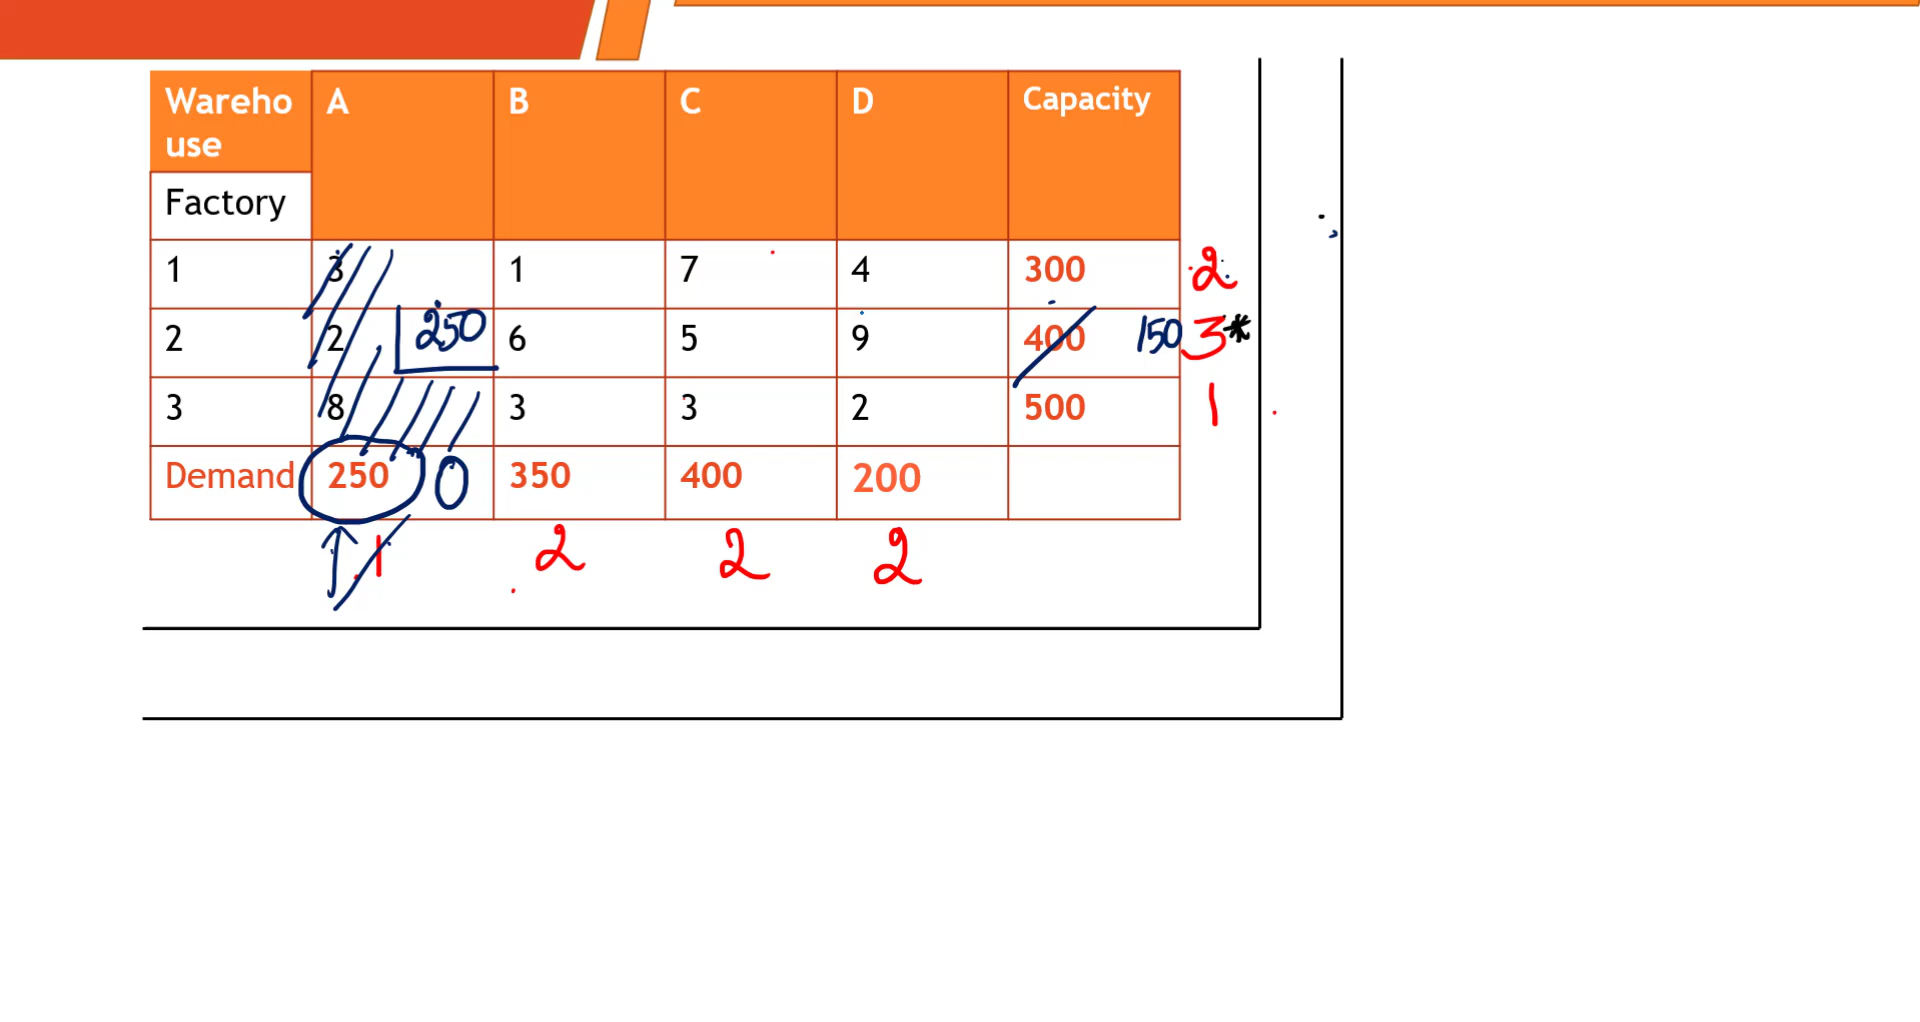 Wareho
use A B C D Capacity
Factory
1 3 1 7 4 300 2
2 2 250 6 5 9 400 150 3*
3 8 3 3 2 500 1
Demand 250 0 350 400 200
1 2 2 2